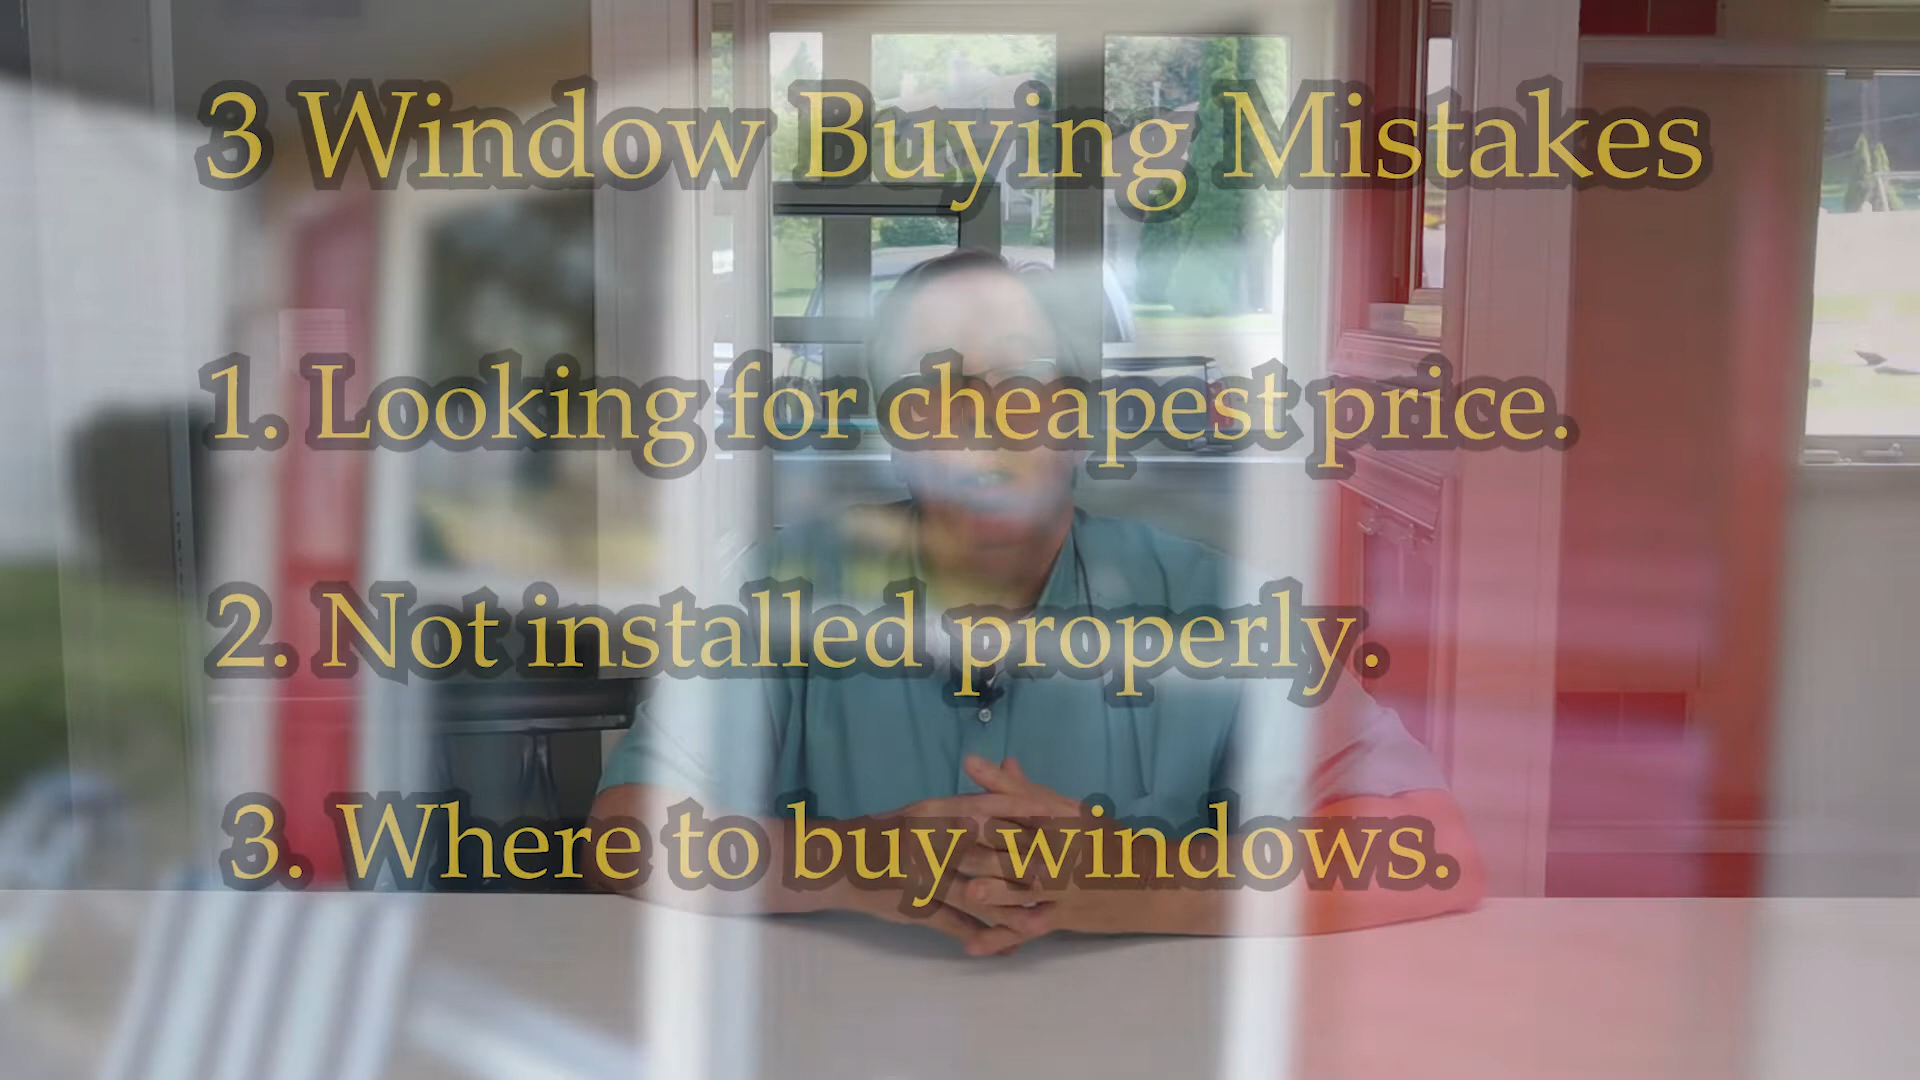 3 Window Buying Mistakes
1. Looking for cheapest price.
2. Not installed properly.
3. Where to buy windows.